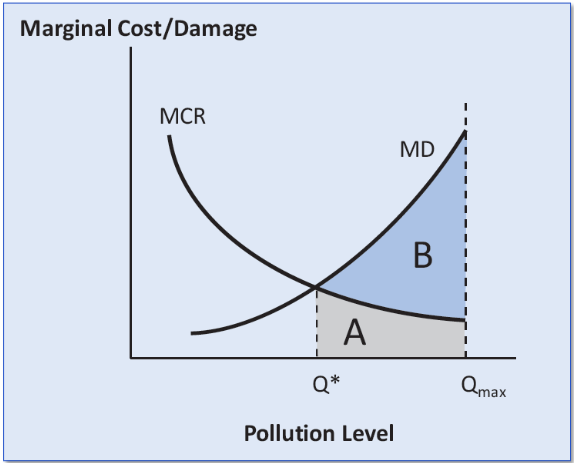 Marginal Cost/Damage
MCR
MD
B
A
Q*
Qmax
Pollution Level